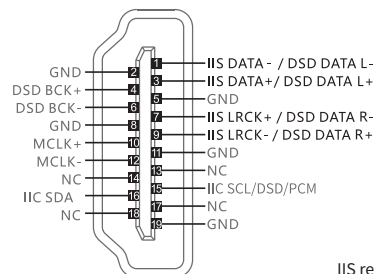 1 IIS DATA- / DSD DATA L-
GND 2
3 IIS DATA+/ DSD DATA L+
DSD BCK+ 4
5 GND
DSD BCK- 6
7 IIS LRCK+ / DSD DATA R-
GND 8
9 IIS LRCK- / DSD DATA R+
MCLK+ 10
11 GND
MCLK- 12
13 NC
NC 14
15 IIC SCL/DSD/PCM
IIC SDA 16
17 NC
NC 18
19 GND
IIS re